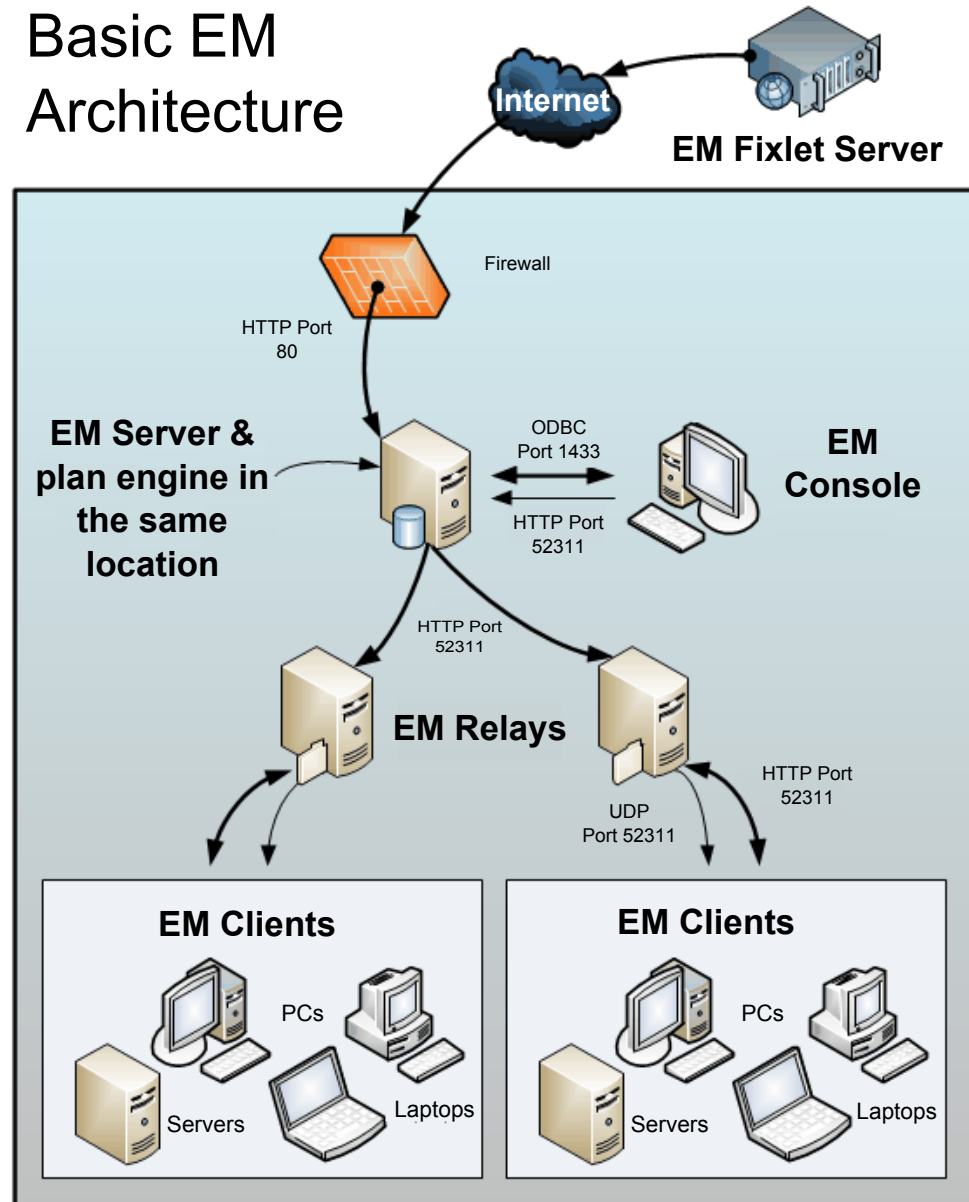 Basic EM
Architecture
Internet
EM Fixlet Server
Firewall
HTTP Port
80
EM Server &
plan engine in
the same
location
ODBC
Port 1433
HTTP Port
52311
EM
Console
HTTP Port
52311
EM Relays
HTTP Port
52311
UDP
Port 52311
EM Clients
PCs
Servers
Laptops
EM Clients
PCs
Servers
Laptops